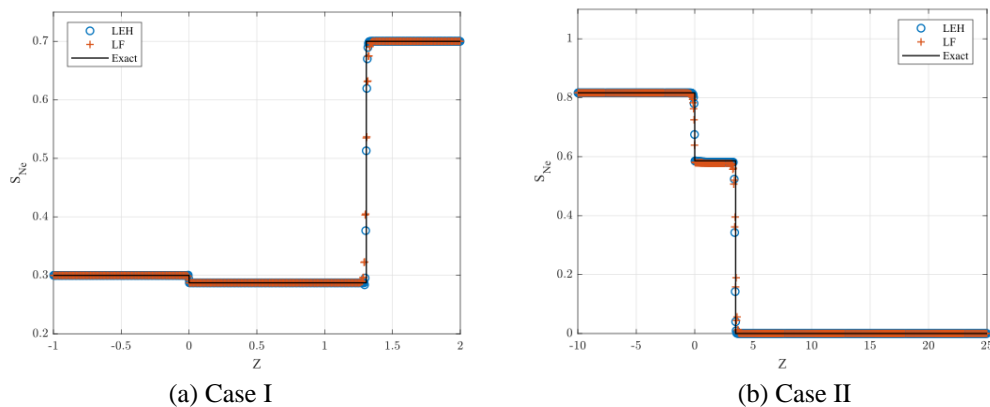 LEH
LF
Exact
0.7
0.6
0.5
0.4
0.3
0.2
S_Ne
-1 -0.5 0 0.5 1 1.5 2
Z
(a) Case I
LEH
LF
Exact
1
0.8
0.6
0.4
0.2
0
S_Ne
-10 -5 0 5 10 15 20 25
Z
(b) Case II